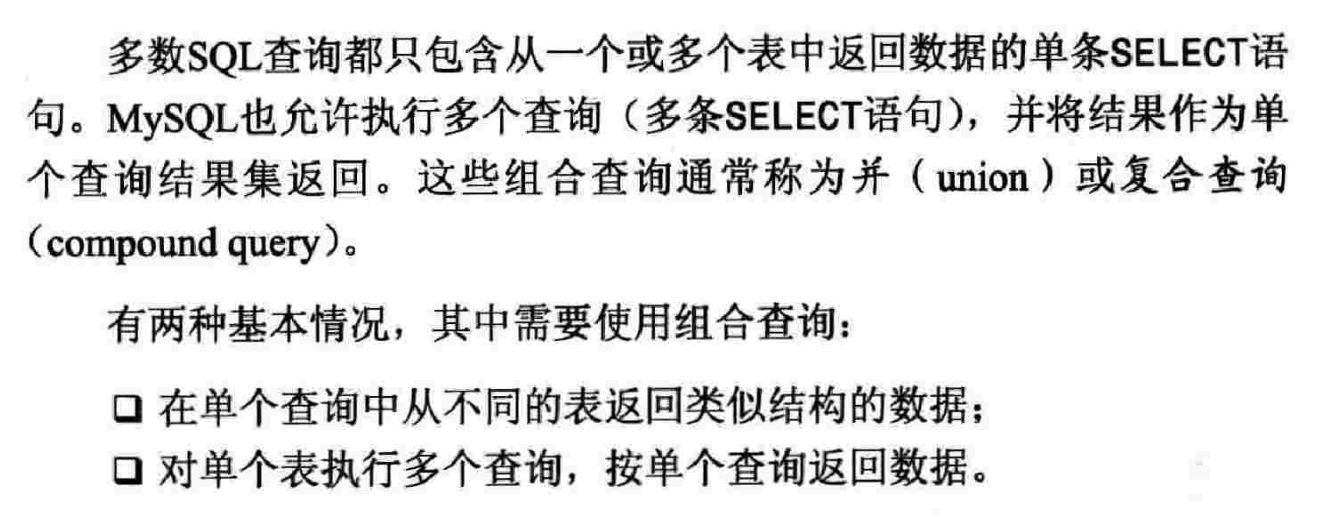 多数SQL查询都只包含从一个或多个表中返回数据的单条SELECT语
句。MySQL也允许执行多个查询（多条SELECT语句），并将结果作为单
个查询结果集返回。这些组合查询通常称为并（union）或复合查询
（compound query）。
有两种基本情况，其中需要使用组合查询：
❑ 在单个查询中从不同的表返回类似结构的数据；
❑ 对单个表执行多个查询，按单个查询返回数据。